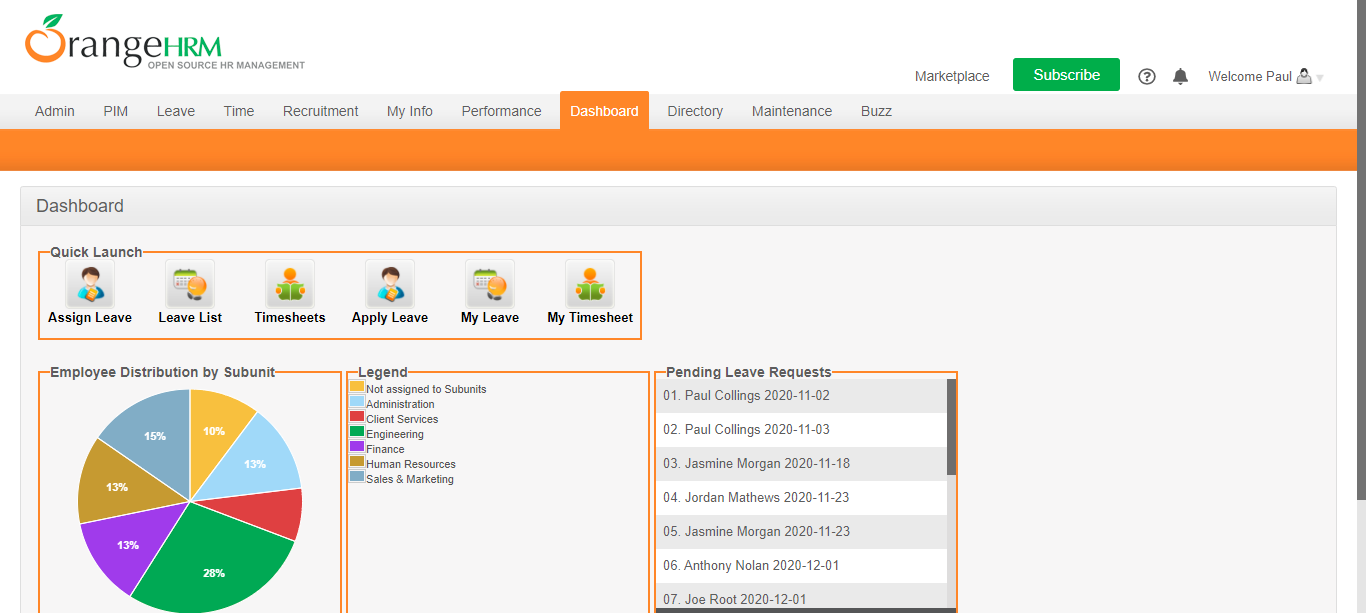 OrangeHRM
OPEN SOURCE HR MANAGEMENT
Marketplace
Subscribe
Welcome Paul
Admin
PIM
Leave
Time
Recruitment
My Info
Performance
Dashboard
Directory
Maintenance
Buzz
Dashboard
Quick Launch
Assign Leave
Leave List
Timesheets
Apply Leave
My Leave
My Timesheet
Employee Distribution by Subunit
10%
13%
28%
13%
13%
15%
Legend
Not assigned to Subunits
Administration
Client Services
Engineering
Finance
Human Resources
Sales & Marketing
Pending Leave Requests
01. Paul Collings 2020-11-02
02. Paul Collings 2020-11-03
03. Jasmine Morgan 2020-11-18
04. Jordan Mathews 2020-11-23
05. Jasmine Morgan 2020-11-23
06. Anthony Nolan 2020-12-01
07. Joe Root 2020-12-01